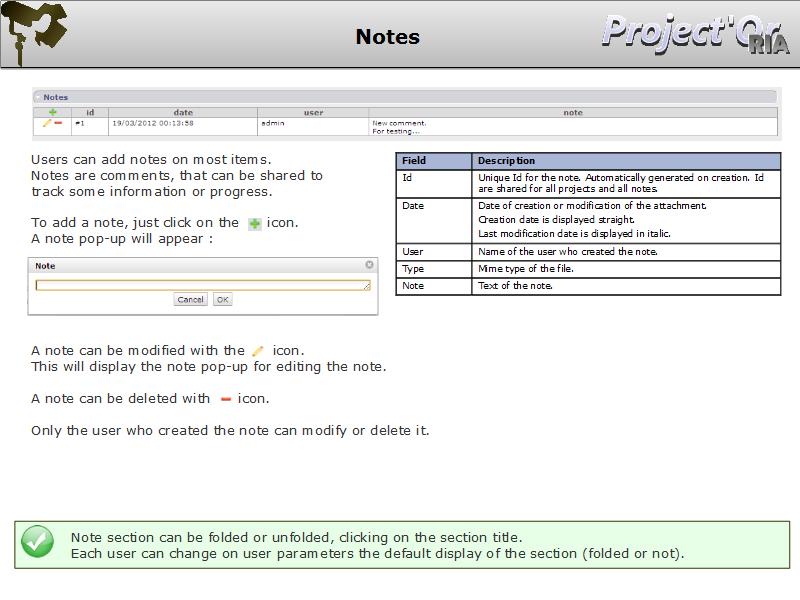 Notes
Project'Or
RIA
Notes
id date user note
#1 19/03/2012 00:13:58 admin New comment.
For testing...
Users can add notes on most items.
Notes are comments, that can be shared to
track some information or progress.
To add a note, just click on the icon.
A note pop-up will appear :
Note
Cancel OK
Field Description
Id Unique Id for the note. Automatically generated on creation. Id
are shared for all projects and all notes.
Date Date of creation or modification of the attachment.
Creation date is displayed straight.
Last modification date is displayed in italic.
User Name of the user who created the note.
Type Mime type of the file.
Note Text of the note.
A note can be modified with the icon.
This will display the note pop-up for editing the note.
A note can be deleted with icon.
Only the user who created the note can modify or delete it.
Note section can be folded or unfolded, clicking on the section title.
Each user can change on user parameters the default display of the section (folded or not).